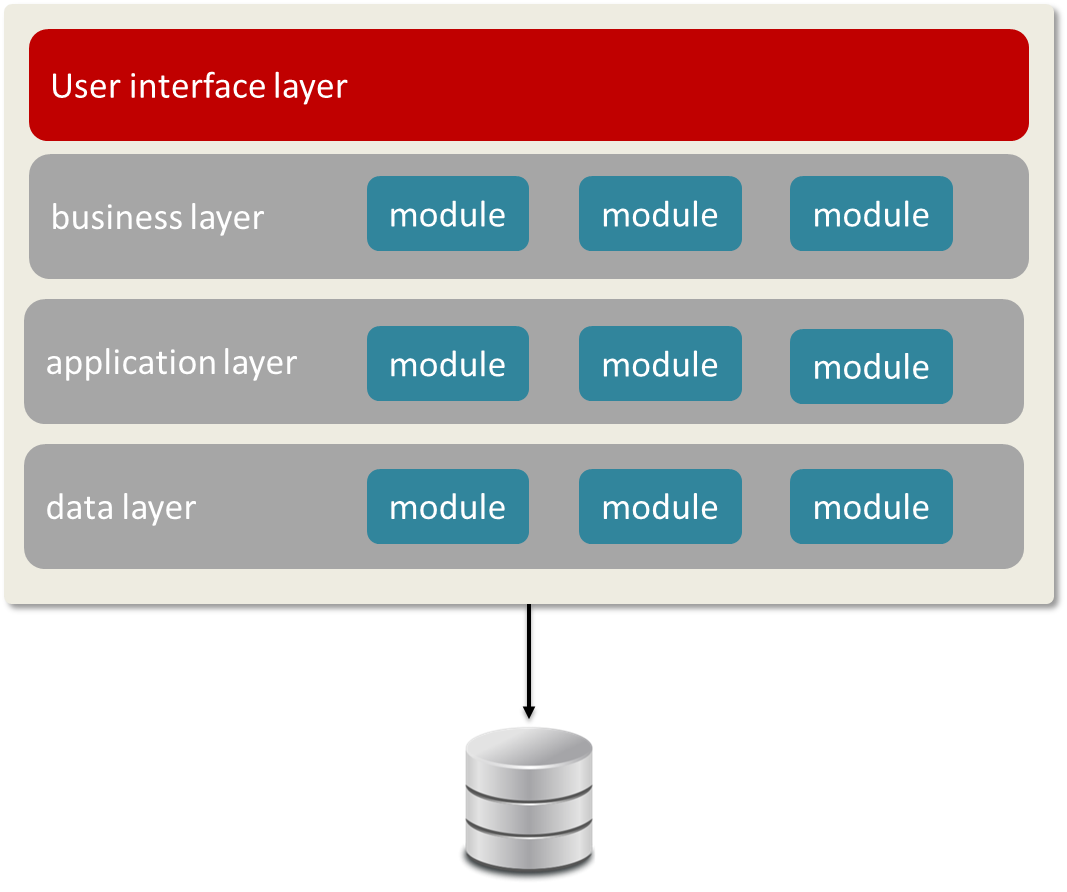 User interface layer
business layer
module
module
module
application layer
module
module
module
data layer
module
module
module